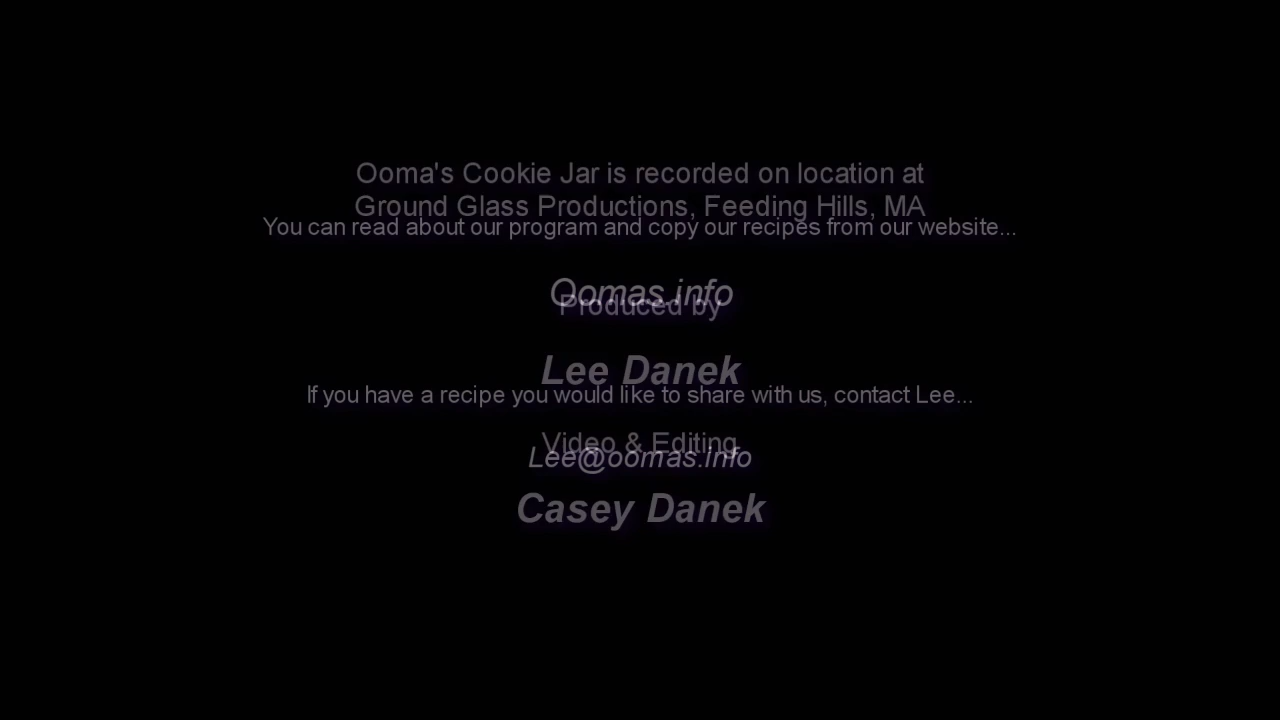 Ooma's Cookie Jar is recorded on location at
Ground Glass Productions, Feeding Hills, MA
You can read about our program and copy our recipes from our website...
Oomas.info
Produced by
Lee Danek
If you have a recipe you would like to share with us, contact Lee...
Video & Editing
Lee@oomas.info
Casey Danek